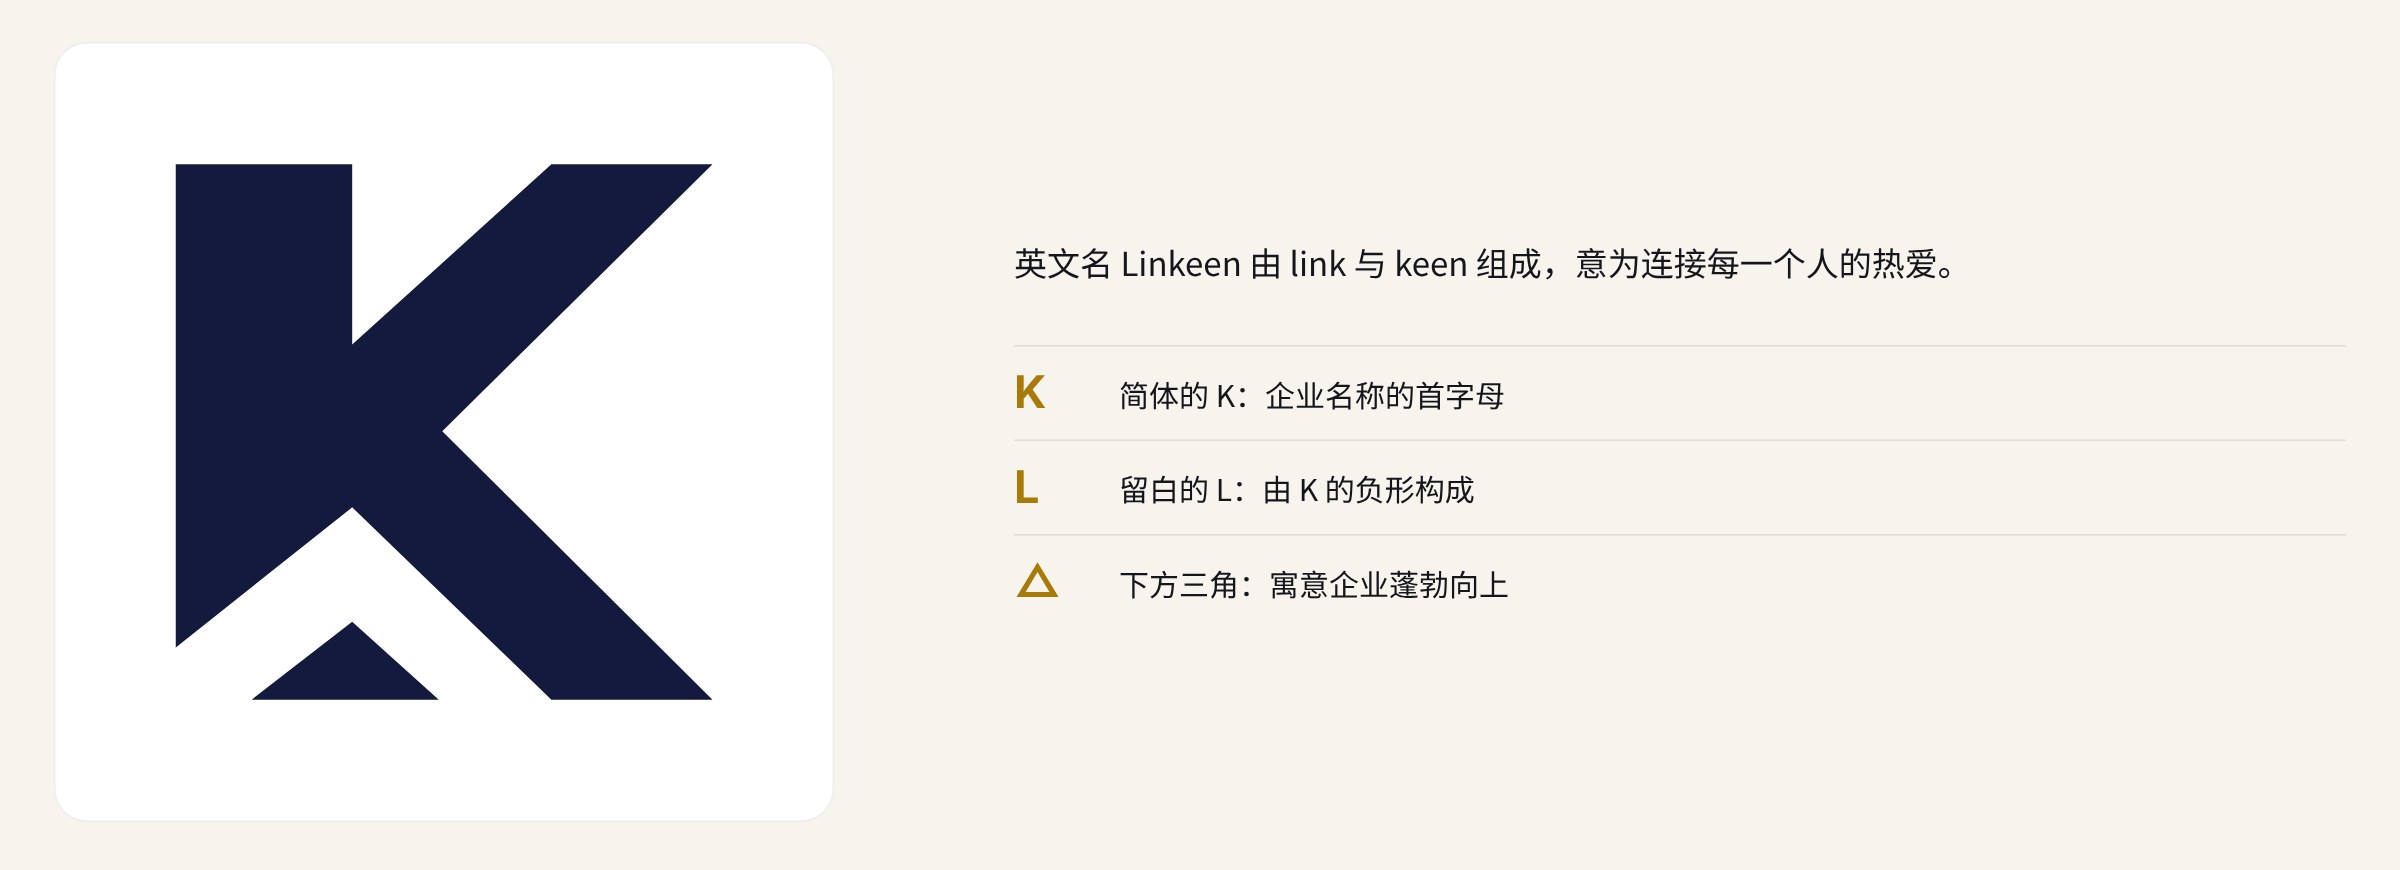 K
英文名 Linkeen 由 link 与 keen 组成，意为连接每一个人的热爱。
K 简体的 K：企业名称的首字母
L 留白的 L：由 K 的负形构成
下方三角：寓意企业蓬勃向上